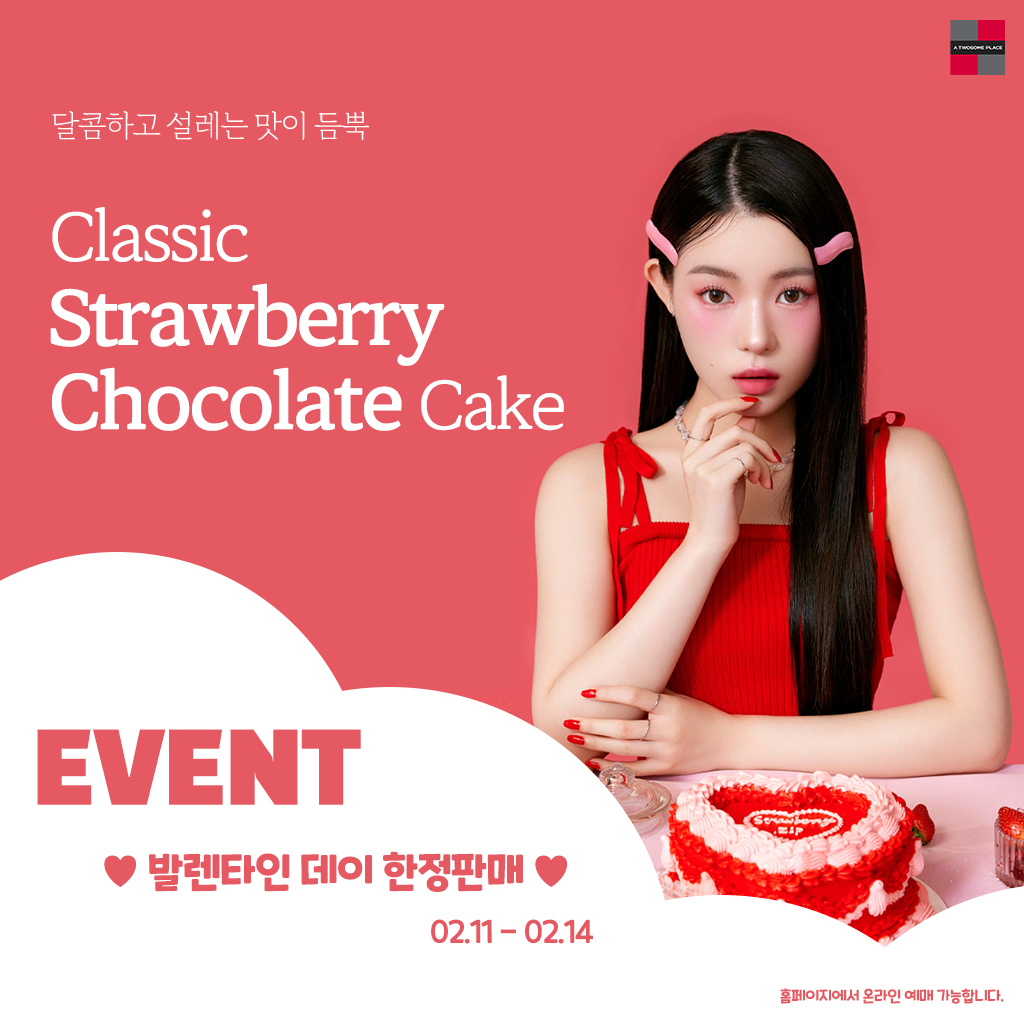 A TWOSOME PLACE
달콤하고 설레는 맛이 듬뿍
Classic
Strawberry
Chocolate Cake
EVENT
♥ 발렌타인 데이 한정판매 ♥
02.11 – 02.14
Strawberry
Zip
홈페이지에서 온라인 예매 가능합니다.